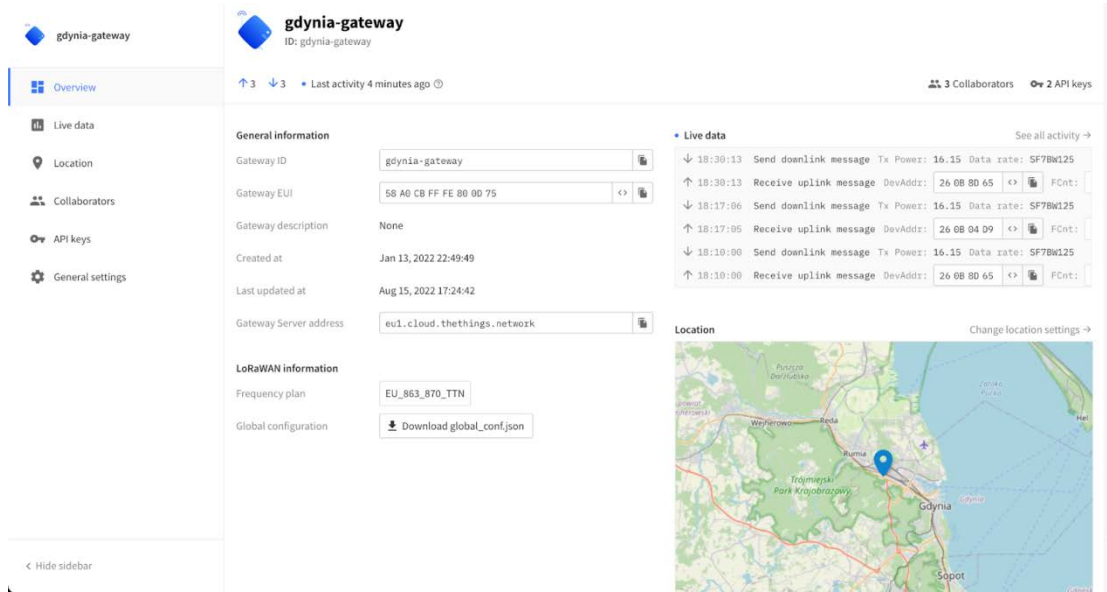 gdynia-gateway
Overview
Live data
Location
Collaborators
API keys
General settings
< Hide sidebar
gdynia-gateway
ID: gdynia-gateway
↑ 3 ↓ 3 • Last activity 4 minutes ago
3 Collaborators 2 API keys
General information
Gateway ID gdynia-gateway
Gateway EUI 58 A0 CB FF FE 80 0D 75 <>
Gateway description None
Created at Jan 13, 2022 22:49:49
Last updated at Aug 15, 2022 17:24:42
Gateway Server address eu1.cloud.thethings.network
LoRaWAN information
Frequency plan EU_863_870_TTN
Global configuration Download global_conf.json
• Live data See all activity →
↓ 18:30:13 Send downlink message Tx Power: 16.15 Data rate: SF7BW125
↑ 18:30:13 Receive uplink message DevAddr: 26 0B 8D 65 <> FCnt:
↓ 18:17:06 Send downlink message Tx Power: 16.15 Data rate: SF7BW125
↑ 18:17:05 Receive uplink message DevAddr: 26 0B 04 D9 <> FCnt:
↓ 18:10:00 Send downlink message Tx Power: 16.15 Data rate: SF7BW125
↑ 18:10:00 Receive uplink message DevAddr: 26 0B 8D 65 <> FCnt:
Location Change location settings →
Puszcza
Darżlubska
Zatoka
Pucka
Wejherowo
Reda
Hel
Rumia
Trójmiejski
Park Krajobrazowy
Gdynia
Gdynia
Sopot